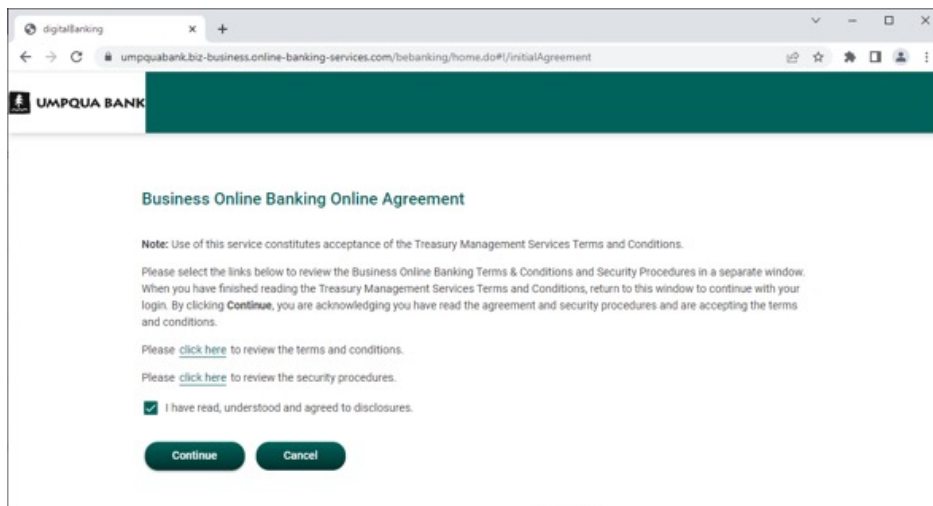 digitalBanking
umpquabank.biz-business.online-banking-services.com/bebanking/home.do#!/initialAgreement
UMPQUA BANK
Business Online Banking Online Agreement
Note: Use of this service constitutes acceptance of the Treasury Management Services Terms and Conditions.
Please select the links below to review the Business Online Banking Terms & Conditions and Security Procedures in a separate window.
When you have finished reading the Treasury Management Services Terms and Conditions, return to this window to continue with your
login. By clicking Continue, you are acknowledging you have read the agreement and security procedures and are accepting the terms
and conditions.
Please click here to review the terms and conditions.
Please click here to review the security procedures.
I have read, understood and agreed to disclosures.
Continue Cancel